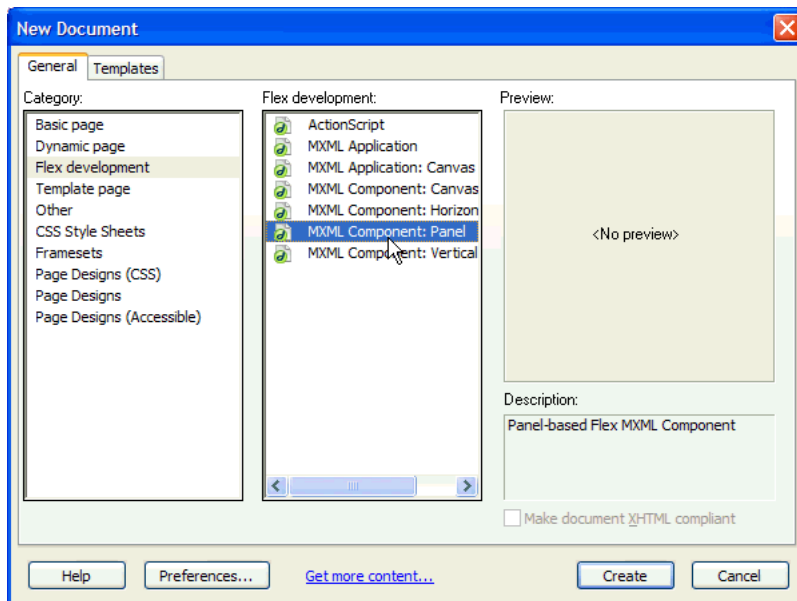 New Document
General
Templates
Category:
Basic page
Dynamic page
Flex development
Template page
Other
CSS Style Sheets
Framesets
Page Designs (CSS)
Page Designs
Page Designs (Accessible)
Flex development:
ActionScript
MXML Application
MXML Application: Canvas
MXML Component: Canvas
MXML Component: Horizon
MXML Component: Panel
MXML Component: Vertical
Preview:
<No preview>
Description:
Panel-based Flex MXML Component
Make document XHTML compliant
Help
Preferences...
Get more content...
Create
Cancel